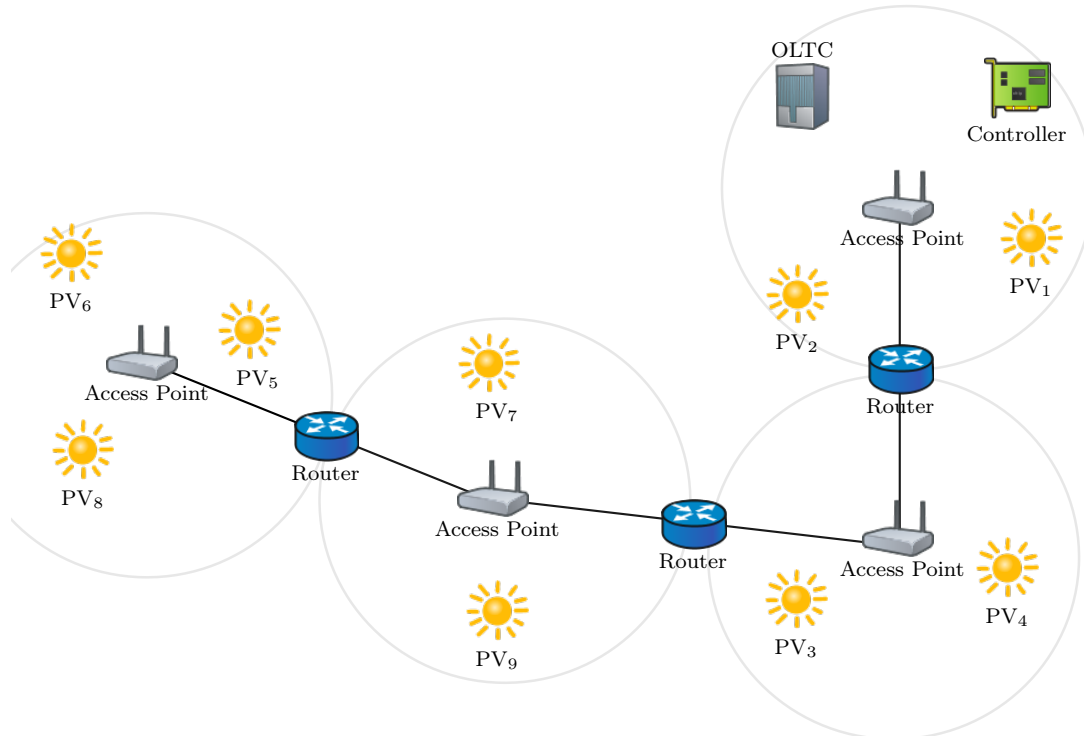 OLTC
Controller
Access Point
PV₁
PV₂
Router
PV₆
PV₅
Access Point
PV₈
Router
PV₇
Access Point
PV₉
Router
Access Point
PV₃
PV₄